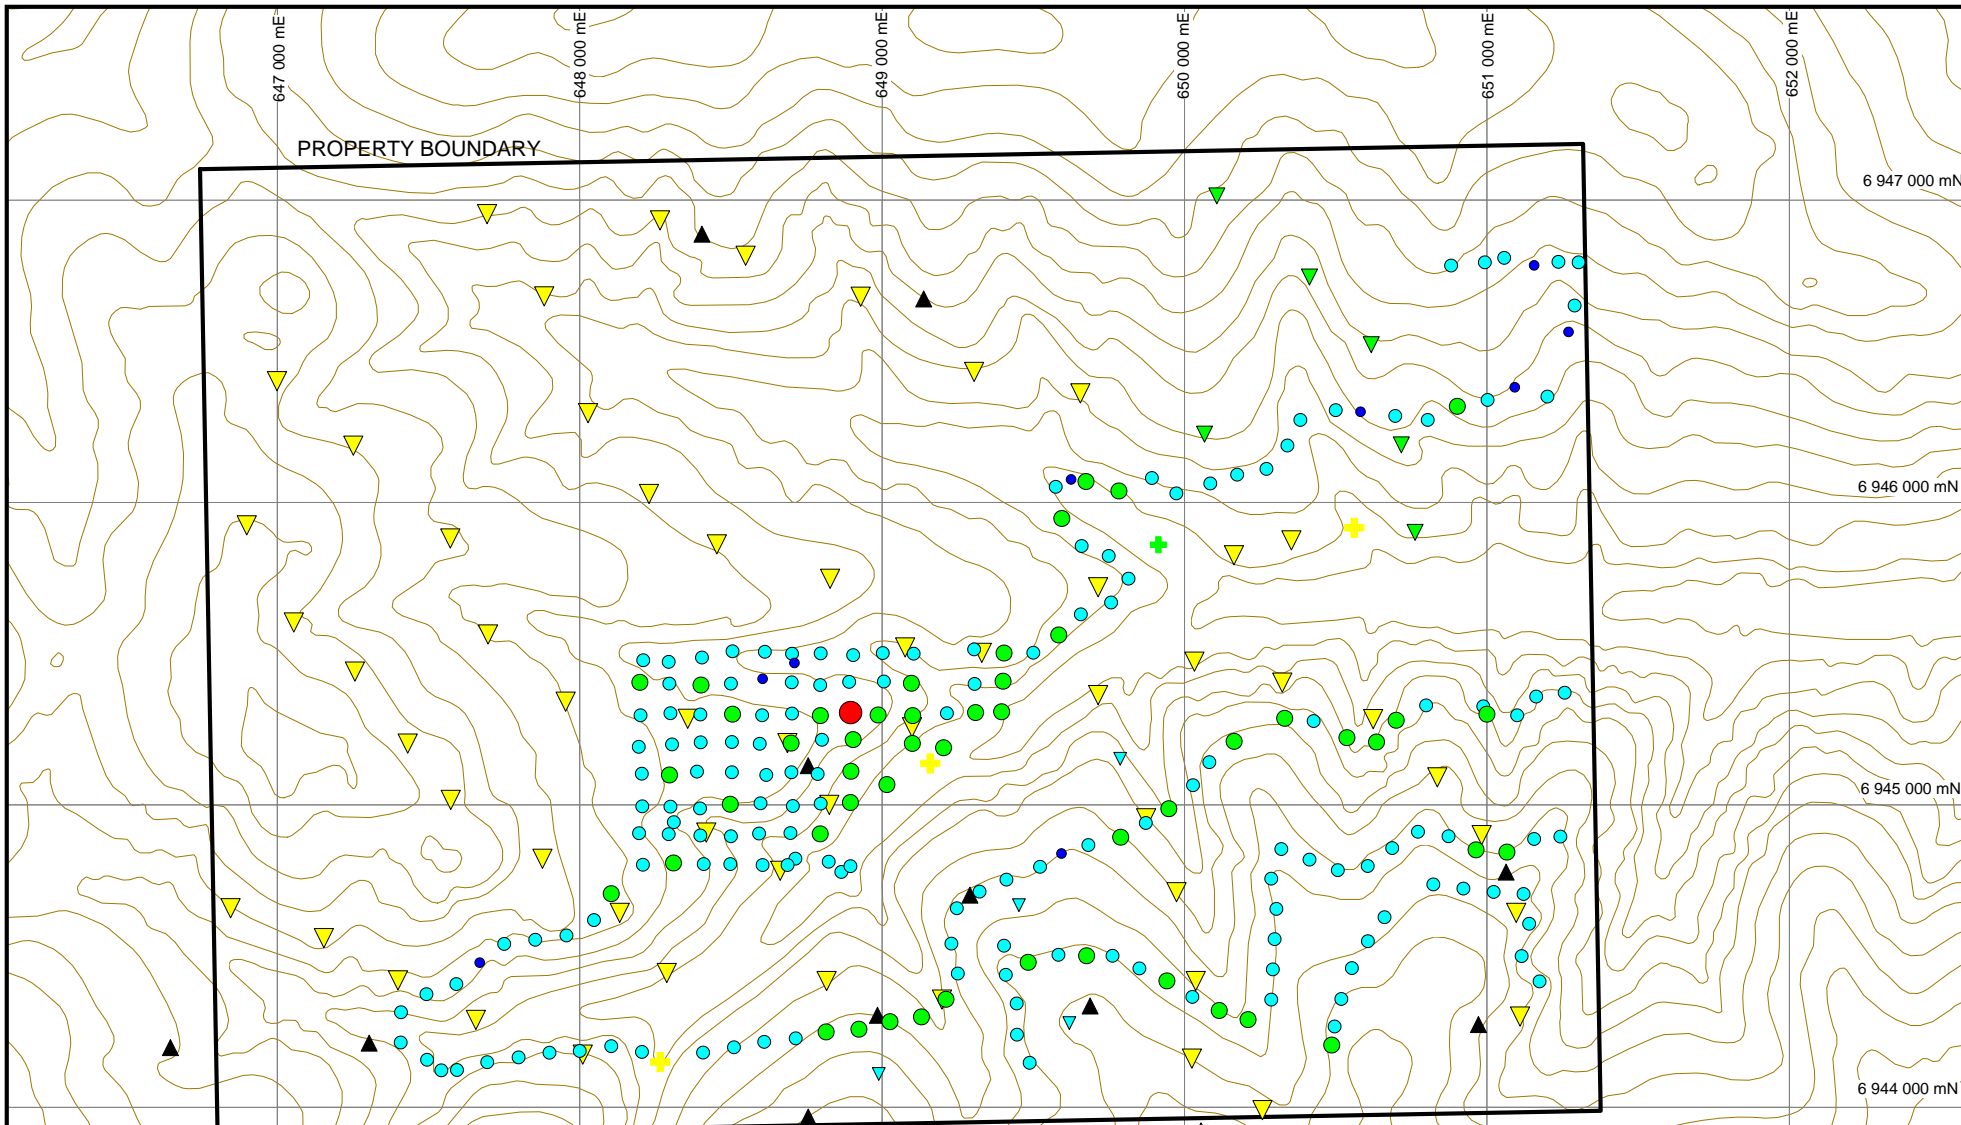 647 000 mE
648 000 mE
649 000 mE
650 000 mE
651 000 mE
652 000 mE
PROPERTY BOUNDARY
6 947 000 mN
6 946 000 mN
6 945 000 mN
6 944 000 mN